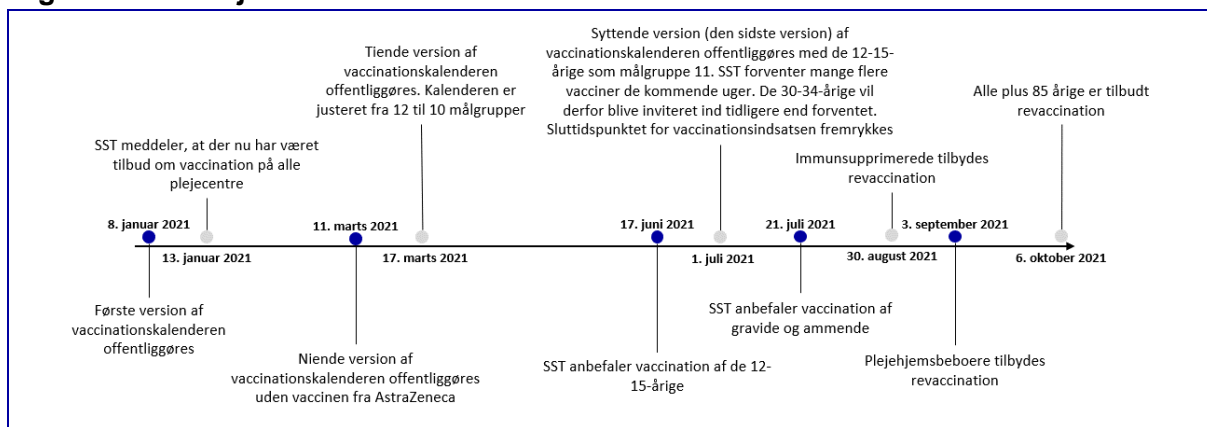 Syttende version (den sidste version) af
vaccinationskalenderen offentliggøres med de 12-15-
årige som målgruppe 11. SST forventer mange flere
vacciner de kommende uger. De 30-34-årige vil
derfor blive inviteret ind tidligere end forventet.
Sluttidspunktet for vaccinationsindsatsen fremrykkes
Tiende version af
vaccinationskalenderen
offentliggøres. Kalenderen er
justeret fra 12 til 10 målgrupper
Alle plus 85 årige er tilbudt
revaccination
SST meddeler, at der nu har været
tilbud om vaccination på alle
plejecentre
Immunsupprimerede tilbydes
revaccination
8. januar 2021
11. marts 2021
17. juni 2021
21. juli 2021
3. september 2021
13. januar 2021
17. marts 2021
1. juli 2021
30. august 2021
6. oktober 2021
Første version af
vaccinationskalenderen
offentliggøres
Niende version af
vaccinationskalenderen offentliggøres
uden vaccinen fra AstraZeneca
SST anbefaler vaccination af de 12-
15-årige
SST anbefaler vaccination af
gravide og ammende
Plejehjemsbeboere tilbydes
revaccination